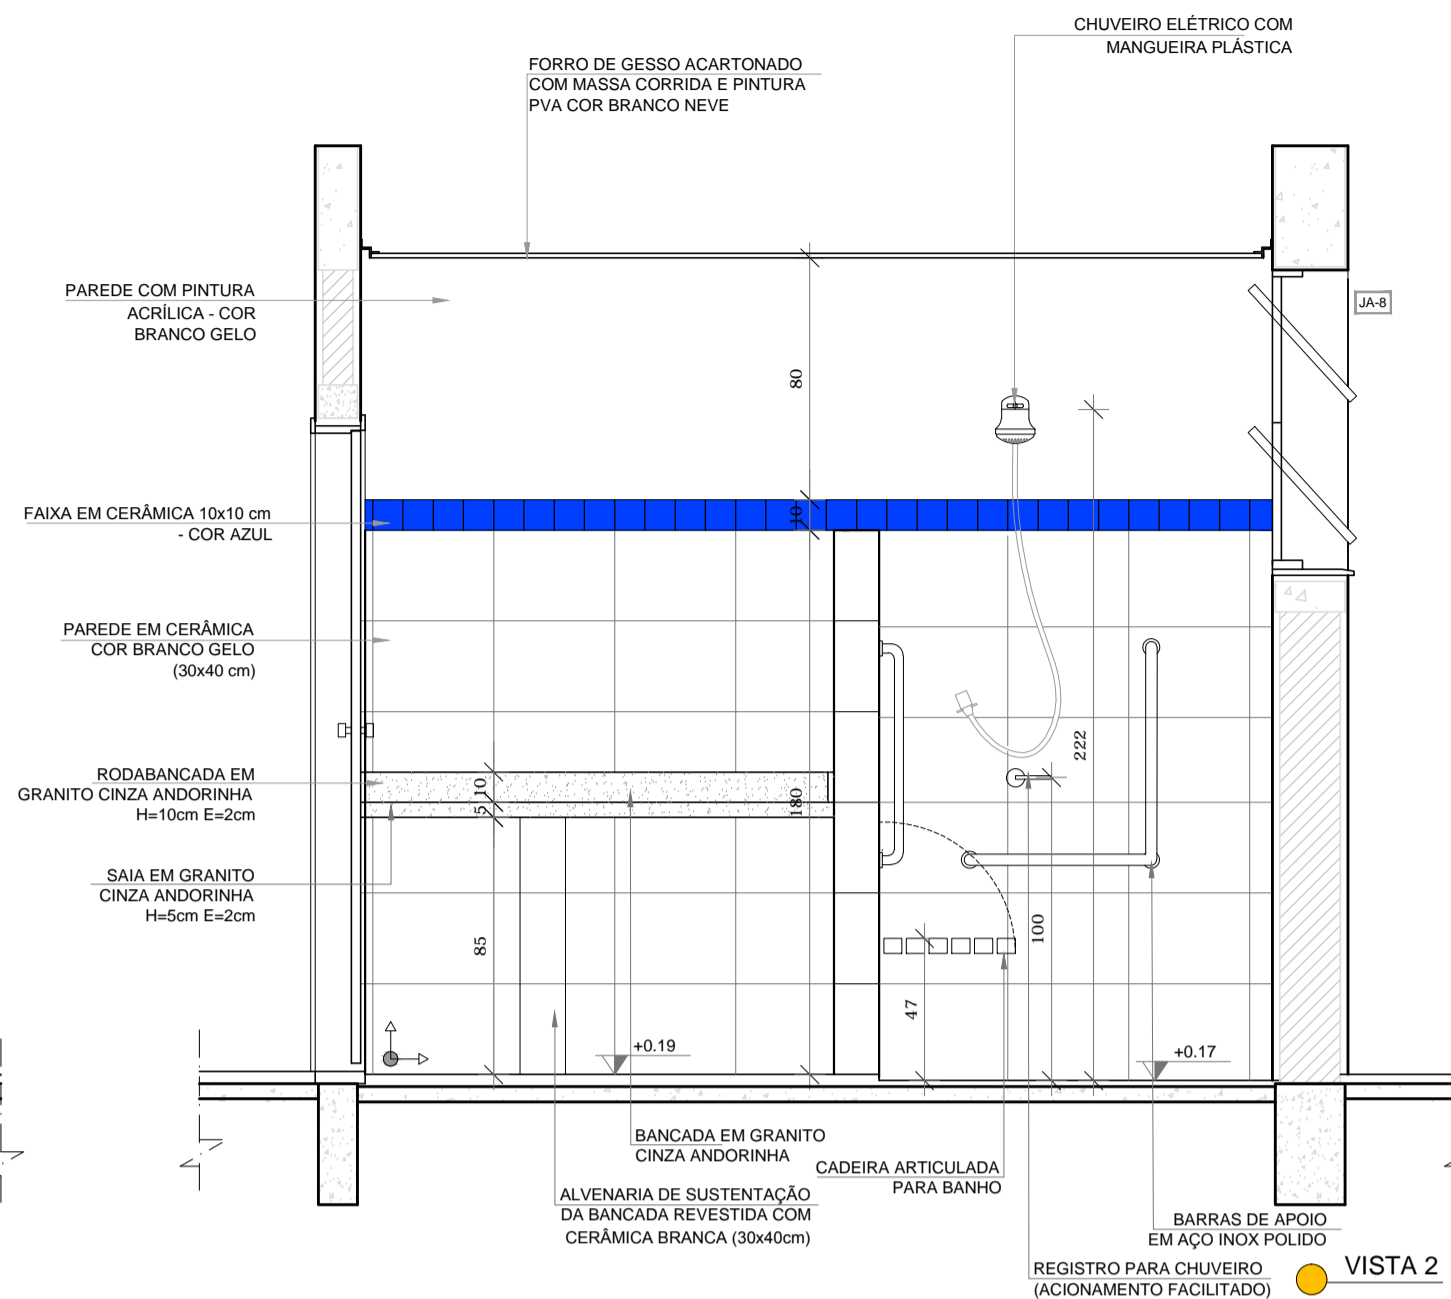 CHUVEIRO ELÉTRICO COM
MANGUEIRA PLÁSTICA
FORRO DE GESSO ACARTONADO
COM MASSA CORRIDA E PINTURA
PVA COR BRANCO NEVE
PAREDE COM PINTURA
ACRÍLICA - COR
BRANCO GELO
JA-8
80
FAIXA EM CERÂMICA 10x10 cm
- COR AZUL
10
PAREDE EM CERÂMICA
COR BRANCO GELO
(30x40 cm)
222
RODABANCADA EM
GRANITO CINZA ANDORINHA
H=10cm E=2cm
10
5
180
SAIA EM GRANITO
CINZA ANDORINHA
H=5cm E=2cm
85
100
47
+0.19
+0.17
BANCADA EM GRANITO
CINZA ANDORINHA
CADEIRA ARTICULADA
PARA BANHO
ALVENARIA DE SUSTENTAÇÃO
DA BANCADA REVESTIDA COM
CERÂMICA BRANCA (30x40cm)
BARRAS DE APOIO
EM AÇO INOX POLIDO
REGISTRO PARA CHUVEIRO
(ACIONAMENTO FACILITADO)
VISTA 2